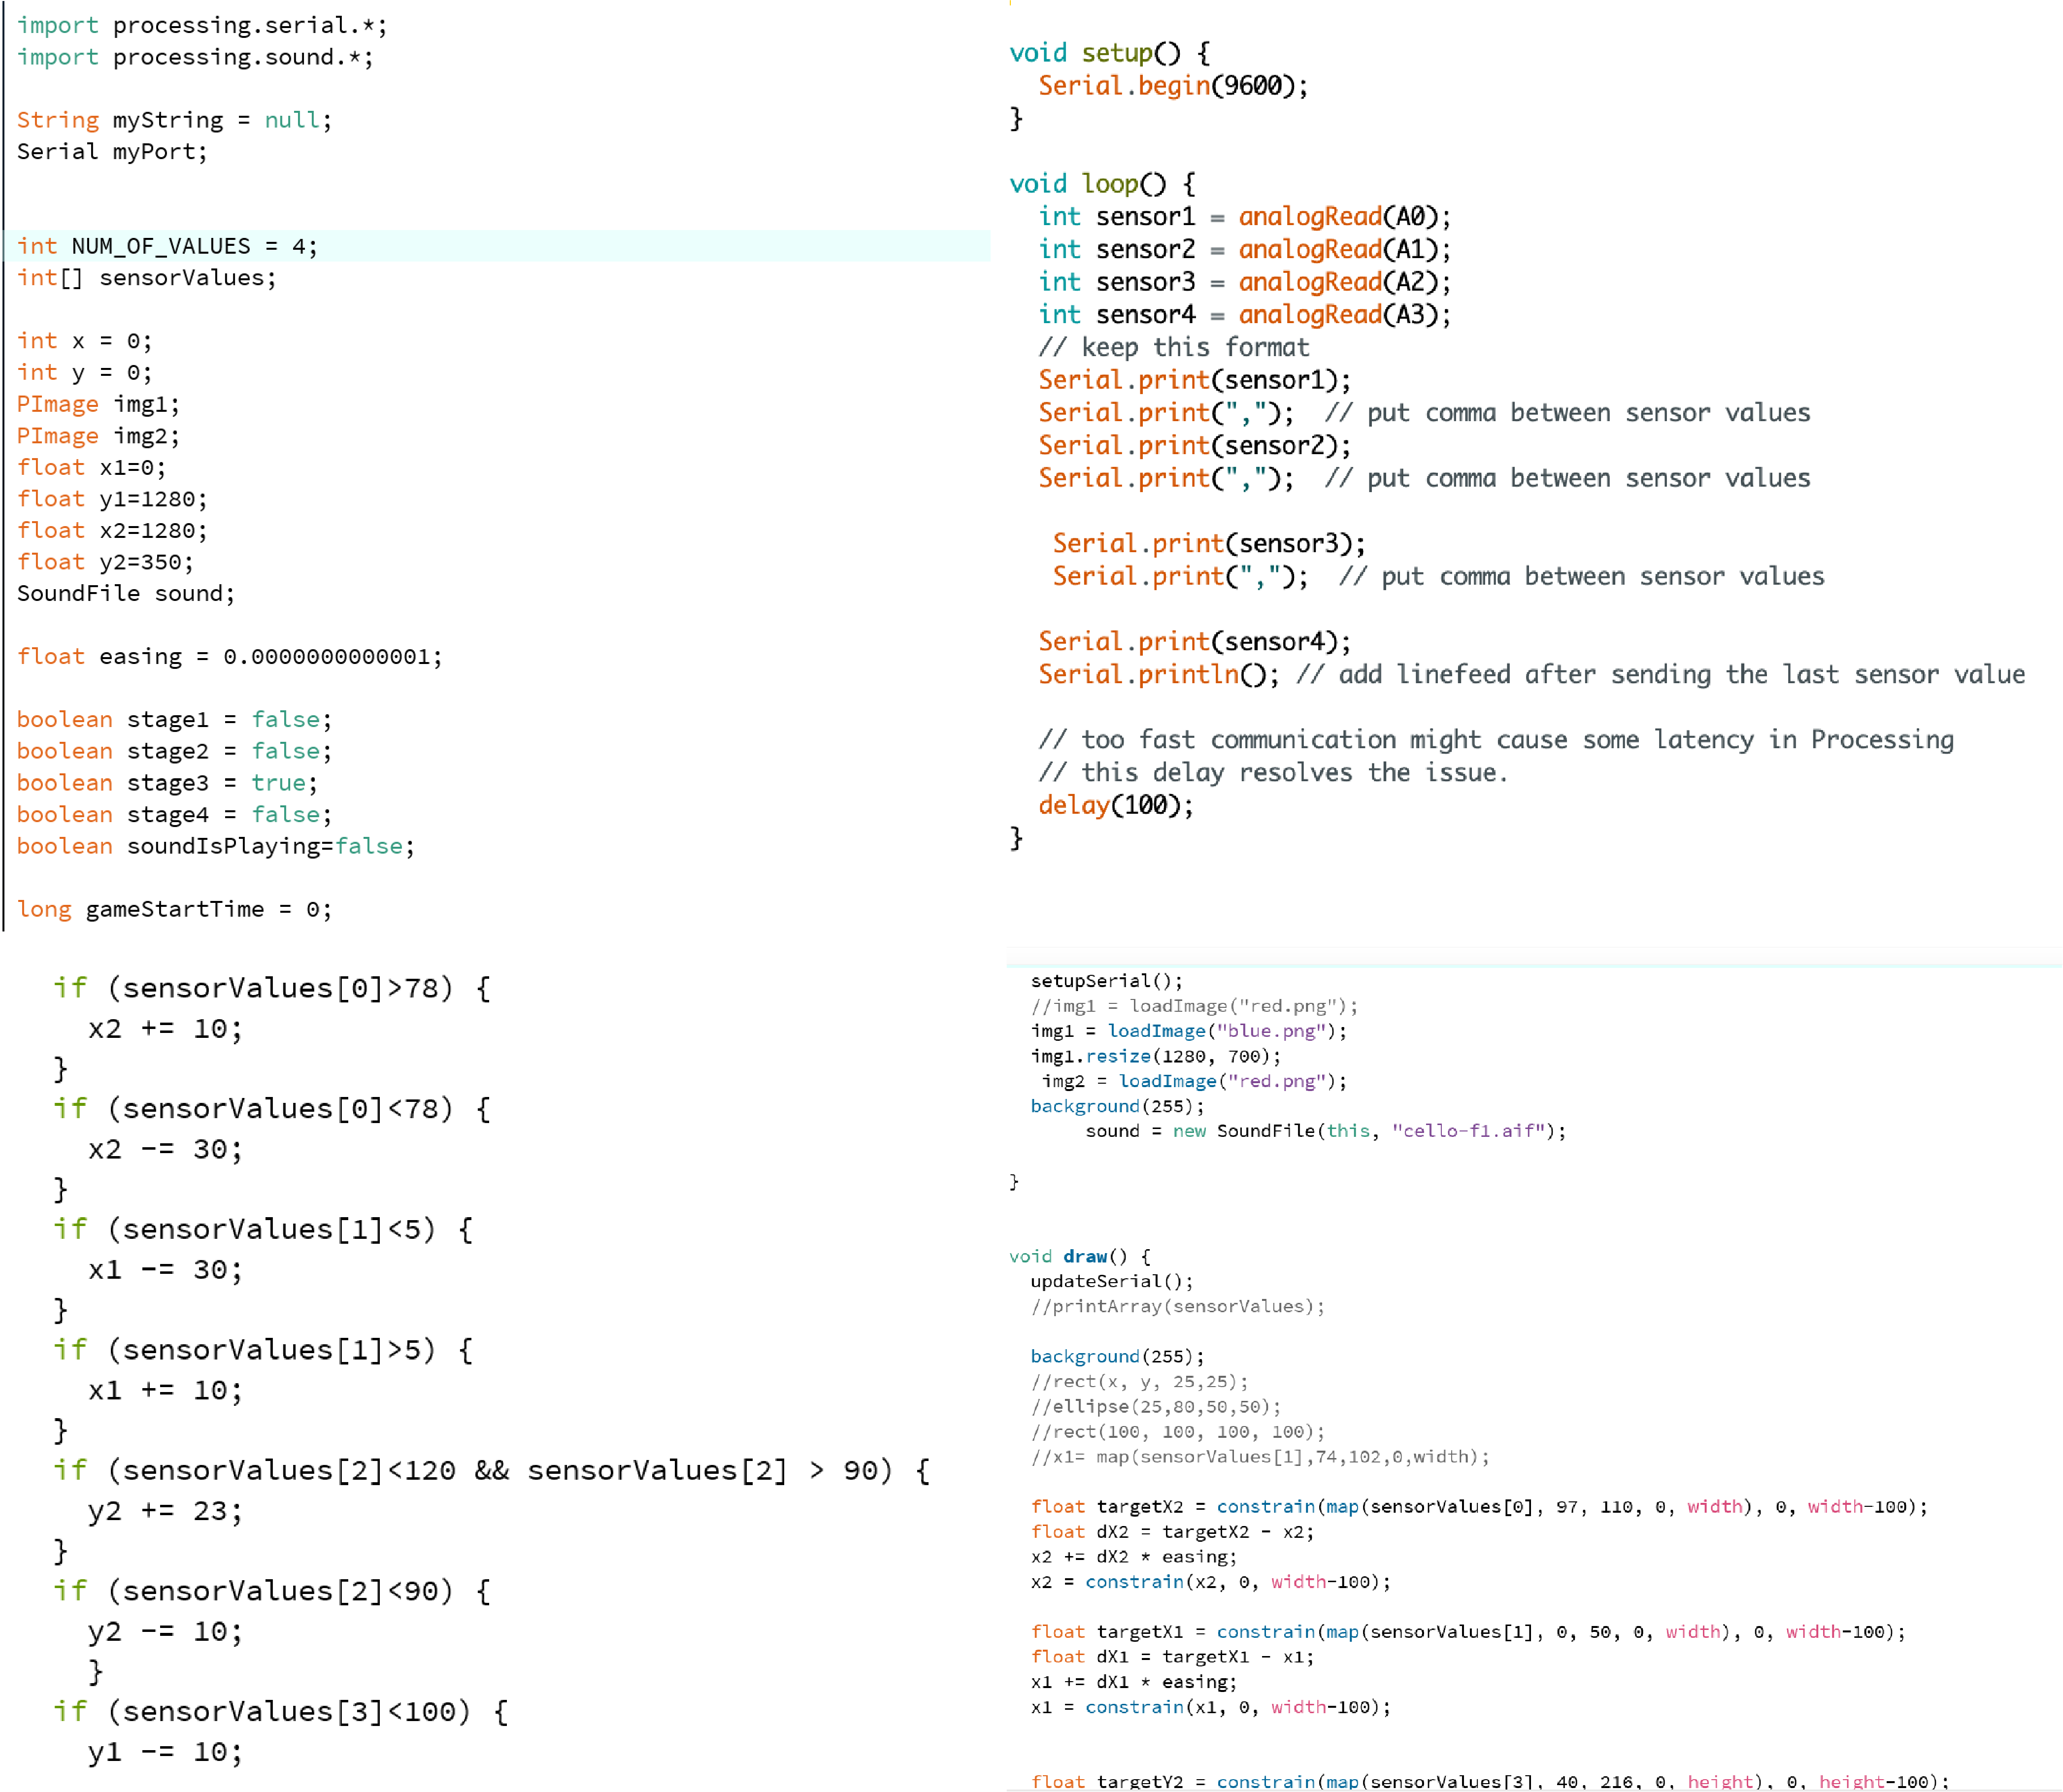 import processing.serial.*;
import processing.sound.*;
String myString = null;
Serial myPort;
int NUM_OF_VALUES = 4;
int[] sensorValues;
int x = 0;
int y = 0;
PImage img1;
PImage img2;
float x1=0;
float y1=1280;
float x2=1280;
float y2=350;
SoundFile sound;
float easing = 0.0000000000001;
boolean stage1 = false;
boolean stage2 = false;
boolean stage3 = true;
boolean stage4 = false;
boolean soundIsPlaying=false;
long gameStartTime = 0;
void setup() {
Serial.begin(9600);
}
void loop() {
int sensor1 = analogRead(A0);
int sensor2 = analogRead(A1);
int sensor3 = analogRead(A2);
int sensor4 = analogRead(A3);
// keep this format
Serial.print(sensor1);
Serial.print(","); // put comma between sensor values
Serial.print(sensor2);
Serial.print(","); // put comma between sensor values
Serial.print(sensor3);
Serial.print(","); // put comma between sensor values
Serial.print(sensor4);
Serial.println(); // add linefeed after sending the last sensor value
// too fast communication might cause some latency in Processing
// this delay resolves the issue.
delay(100);
}
if (sensorValues[0]>78) {
x2 += 10;
}
if (sensorValues[0]<78) {
x2 -= 30;
}
if (sensorValues[1]<5) {
x1 -= 30;
}
if (sensorValues[1]>5) {
x1 += 10;
}
if (sensorValues[2]<120 && sensorValues[2] > 90) {
y2 += 23;
}
if (sensorValues[2]<90) {
y2 -= 10;
}
if (sensorValues[3]<100) {
y1 -= 10;
setupSerial();
//img1 = loadImage("red.png");
img1 = loadImage("blue.png");
img1.resize(1280, 700);
img2 = loadImage("red.png");
background(255);
sound = new SoundFile(this, "cello-f1.aif");
}
void draw() {
updateSerial();
//printArray(sensorValues);
background(255);
//rect(x, y, 25,25);
//ellipse(25,80,50,50);
//rect(100, 100, 100, 100);
//x1= map(sensorValues[1],74,102,0,width);
float targetX2 = constrain(map(sensorValues[0], 97, 110, 0, width), 0, width-100);
float dX2 = targetX2 - x2;
x2 += dX2 * easing;
x2 = constrain(x2, 0, width-100);
float targetX1 = constrain(map(sensorValues[1], 0, 50, 0, width), 0, width-100);
float dX1 = targetX1 - x1;
x1 += dX1 * easing;
x1 = constrain(x1, 0, width-100);
float targetY2 = constrain(map(sensorValues[3], 40, 216, 0, height), 0, height-100);